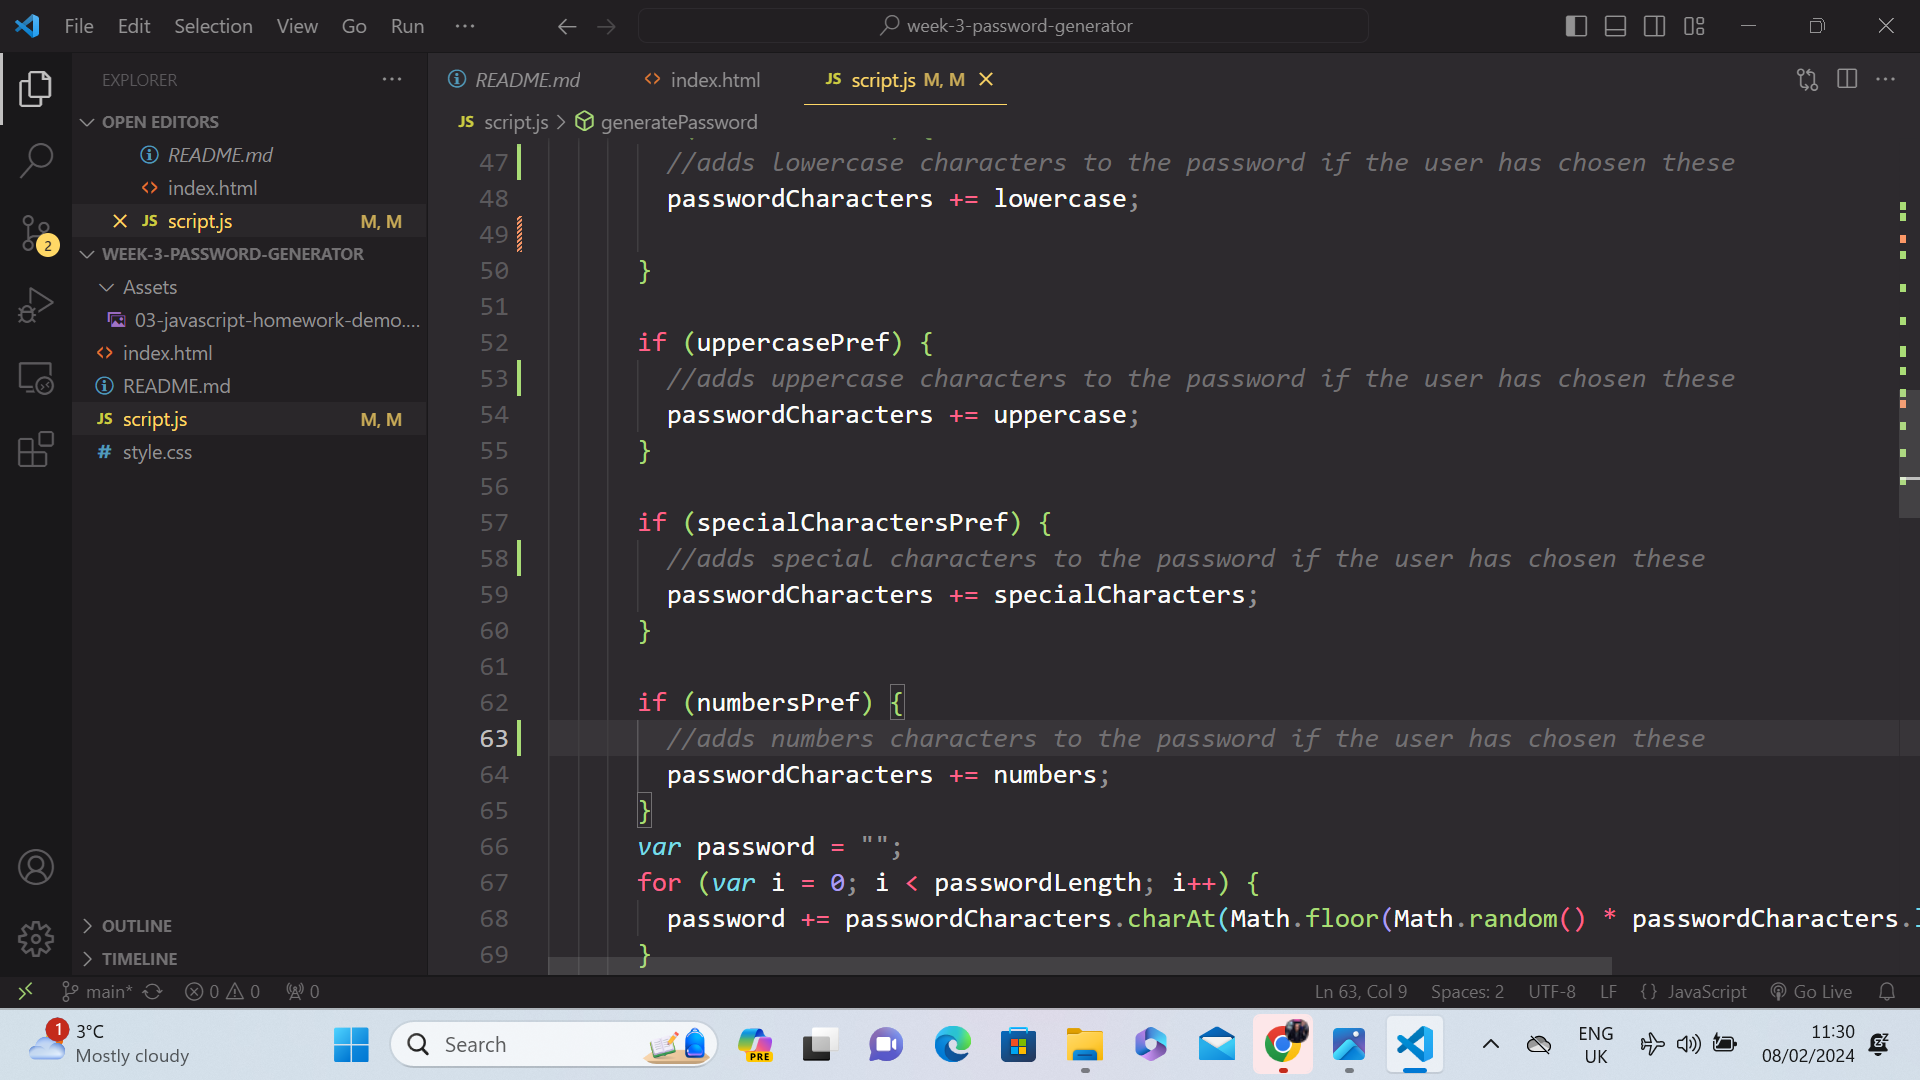 File Edit Selection View Go Run ··· week-3-password-generator
EXPLORER ···
OPEN EDITORS
README.md
index.html
JS script.js M, M
WEEK-3-PASSWORD-GENERATOR
Assets
03-javascript-homework-demo....
index.html
README.md
JS script.js M, M
# style.css
OUTLINE
TIMELINE
2
README.md index.html JS script.js M, M
JS script.js > generatePassword
47 //adds lowercase characters to the password if the user has chosen these
48 passwordCharacters += lowercase;
49
50 }
51
52 if (uppercasePref) {
53 //adds uppercase characters to the password if the user has chosen these
54 passwordCharacters += uppercase;
55 }
56
57 if (specialCharactersPref) {
58 //adds special characters to the password if the user has chosen these
59 passwordCharacters += specialCharacters;
60 }
61
62 if (numbersPref) {
63 //adds numbers characters to the password if the user has chosen these
64 passwordCharacters += numbers;
65 }
66 var password = "";
67 for (var i = 0; i < passwordLength; i++) {
68 password += passwordCharacters.charAt(Math.floor(Math.random() * passwordCharacters.
69 }
main* 0 0 0 Ln 63, Col 9 Spaces: 2 UTF-8 LF {} JavaScript Go Live
1
3°C
Mostly cloudy
Search
PRE
ENG
UK
11:30
08/02/2024